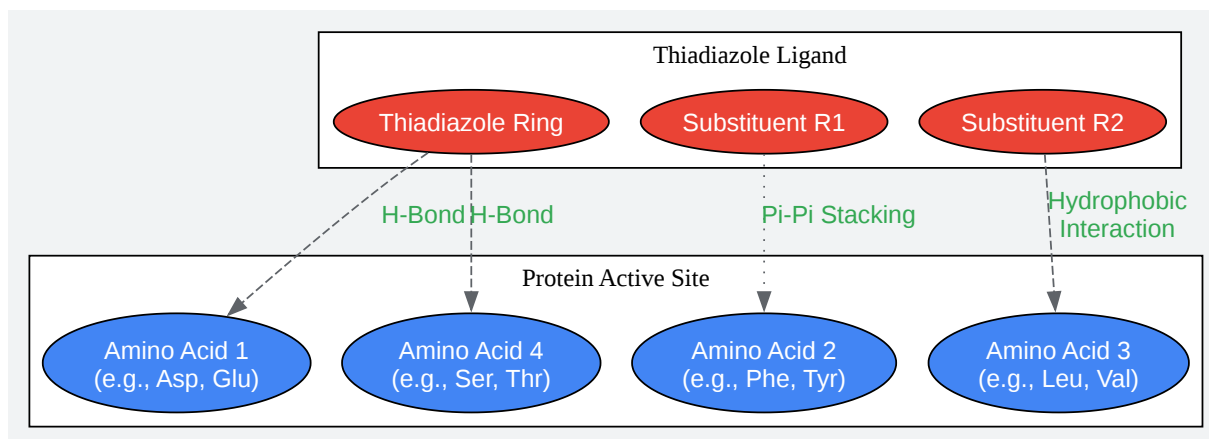 Thiadiazole Ligand
Thiadiazole Ring
Substituent R1
Substituent R2
H-Bond
H-Bond
Pi-Pi Stacking
Hydrophobic
Interaction
Protein Active Site
Amino Acid 1
(e.g., Asp, Glu)
Amino Acid 4
(e.g., Ser, Thr)
Amino Acid 2
(e.g., Phe, Tyr)
Amino Acid 3
(e.g., Leu, Val)